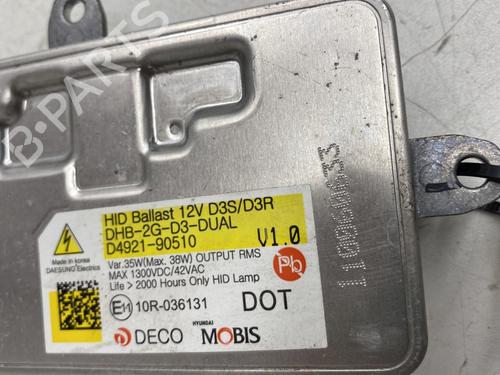 B-PARTS
HID Ballast 12V D3S/D3R
DHB-2G-D3-DUAL
D4921-90510 V1.0
Made in korea
DAESUNG Electrics
Var.35W(Max. 38W) OUTPUT RMS
MAX 1300VDC/42VAC
Life > 2000 Hours Only HID Lamp
Pb
E11 10R-036131 DOT
DECO HYUNDAI MOBIS